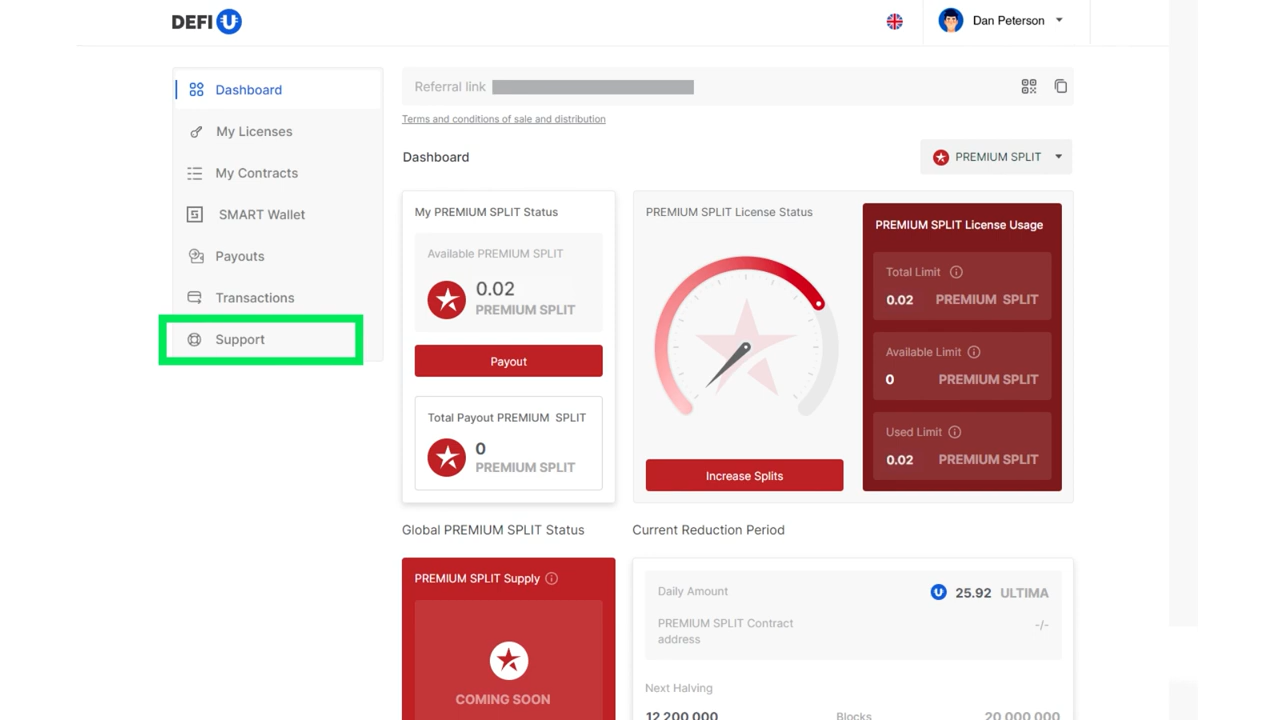 DEFI U
Dan Peterson
Dashboard
My Licenses
My Contracts
SMART Wallet
Payouts
Transactions
Support
Referral link
Terms and conditions of sale and distribution
Dashboard
PREMIUM SPLIT
My PREMIUM SPLIT Status
Available PREMIUM SPLIT
0.02
PREMIUM SPLIT
Payout
Total Payout PREMIUM SPLIT
0
PREMIUM SPLIT
PREMIUM SPLIT License Status
Increase Splits
PREMIUM SPLIT License Usage
Total Limit
0.02 PREMIUM SPLIT
Available Limit
0 PREMIUM SPLIT
Used Limit
0.02 PREMIUM SPLIT
Global PREMIUM SPLIT Status
PREMIUM SPLIT Supply
COMING SOON
Current Reduction Period
Daily Amount 25.92 ULTIMA
PREMIUM SPLIT Contract
address
-/-
Next Halving
12 200 000 Blocks 20 000 000